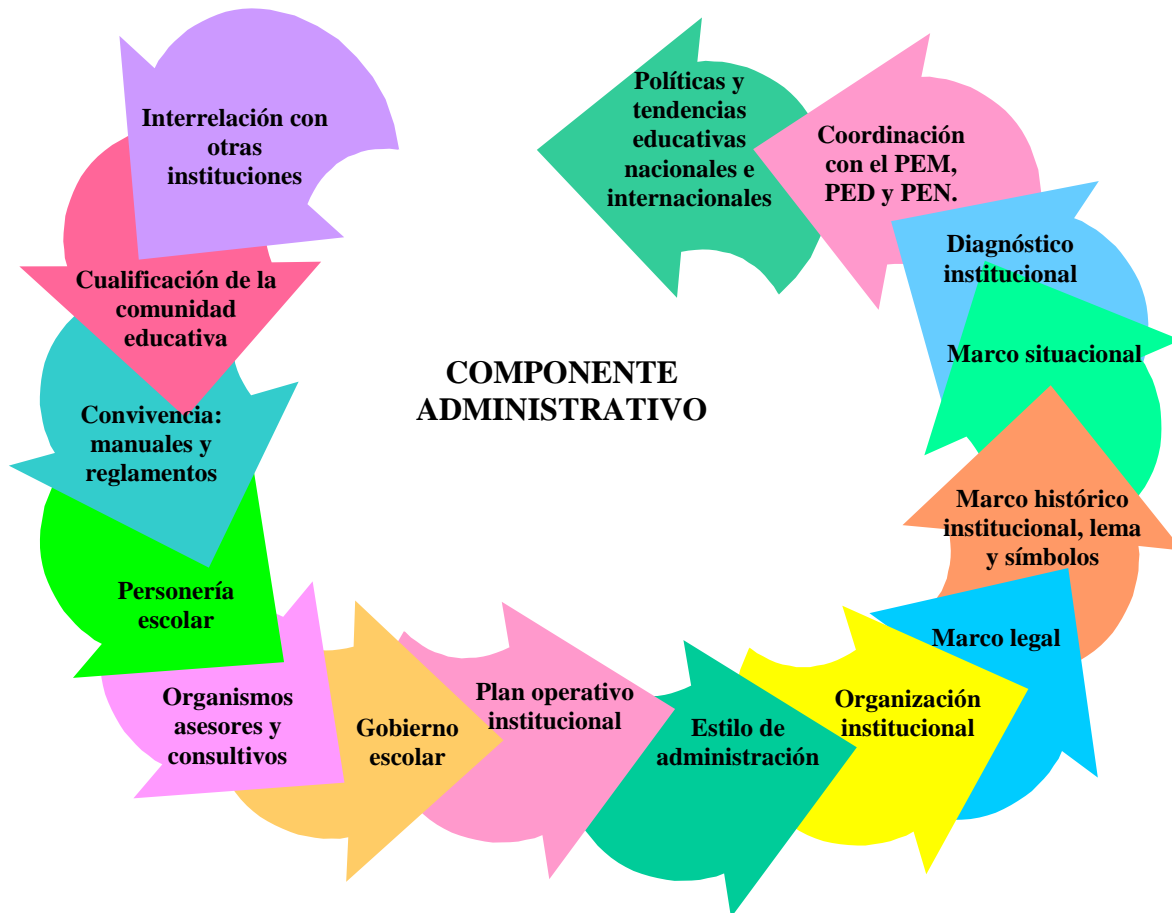 Interrelación con
otras
instituciones
Cualificación de la
comunidad
educativa
Convivencia:
manuales y
reglamentos
Personería
escolar
Organismos
asesores y
consultivos
Gobierno
escolar
Plan operativo
institucional
Estilo de
administración
Organización
institucional
Marco legal
Marco histórico
institucional, lema
y símbolos
Marco situacional
Diagnóstico
institucional
Coordinación
con el PEM,
PED y PEN.
Políticas y
tendencias
educativas
nacionales e
internacionales
COMPONENTE
ADMINISTRATIVO